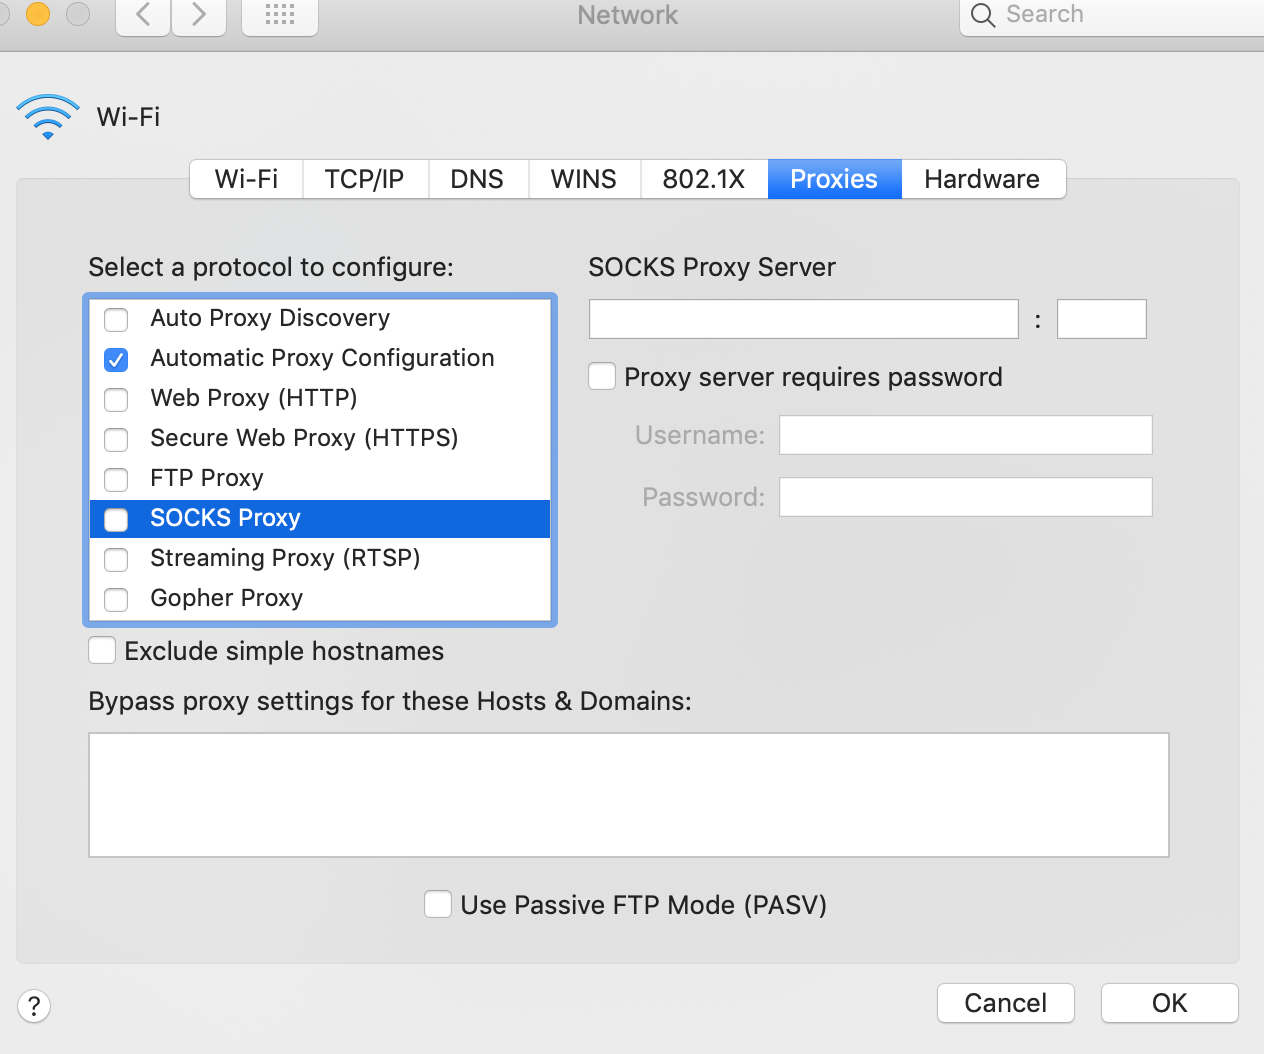 Network
Search
Wi-Fi
Wi-Fi TCP/IP DNS WINS 802.1X Proxies Hardware
Select a protocol to configure:
Auto Proxy Discovery
Automatic Proxy Configuration
Web Proxy (HTTP)
Secure Web Proxy (HTTPS)
FTP Proxy
SOCKS Proxy
Streaming Proxy (RTSP)
Gopher Proxy
SOCKS Proxy Server
:
Proxy server requires password
Username:
Password:
Exclude simple hostnames
Bypass proxy settings for these Hosts & Domains:
Use Passive FTP Mode (PASV)
?
Cancel
OK